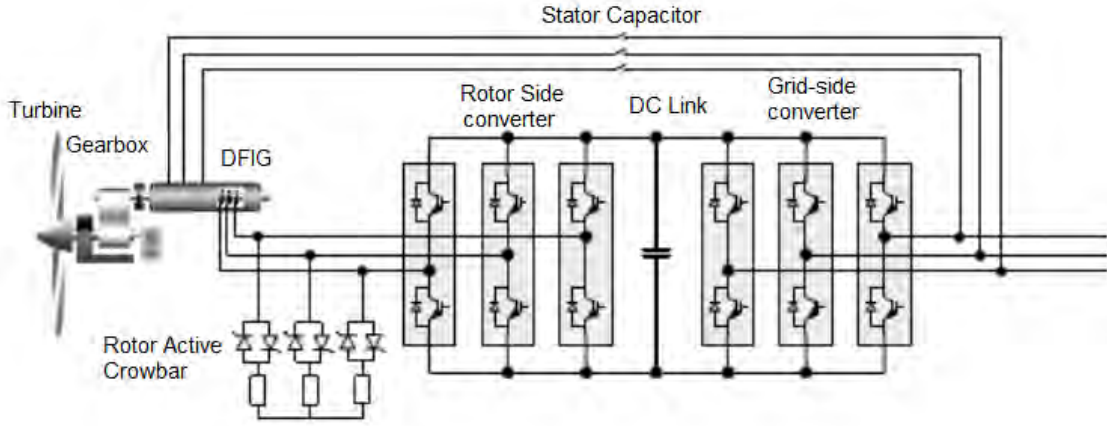 Stator Capacitor
Turbine
Gearbox
DFIG
Rotor Side
converter
DC Link
Grid-side
converter
Rotor Active
Crowbar